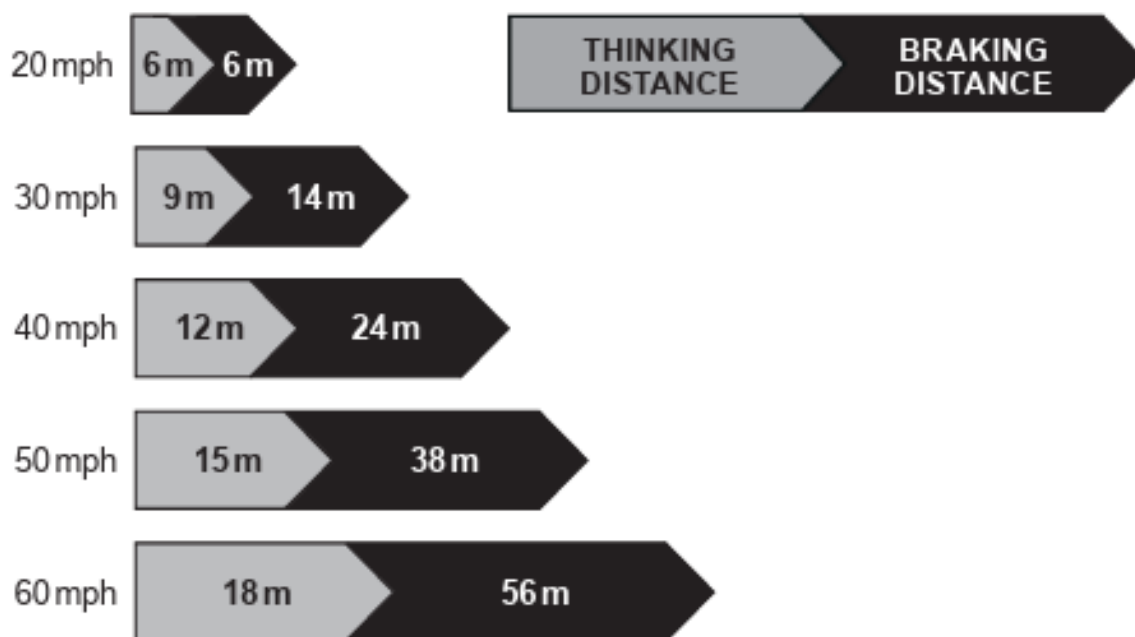 20 mph 6 m 6 m
THINKING DISTANCE
BRAKING DISTANCE
30 mph 9 m 14 m
40 mph 12 m 24 m
50 mph 15 m 38 m
60 mph 18 m 56 m